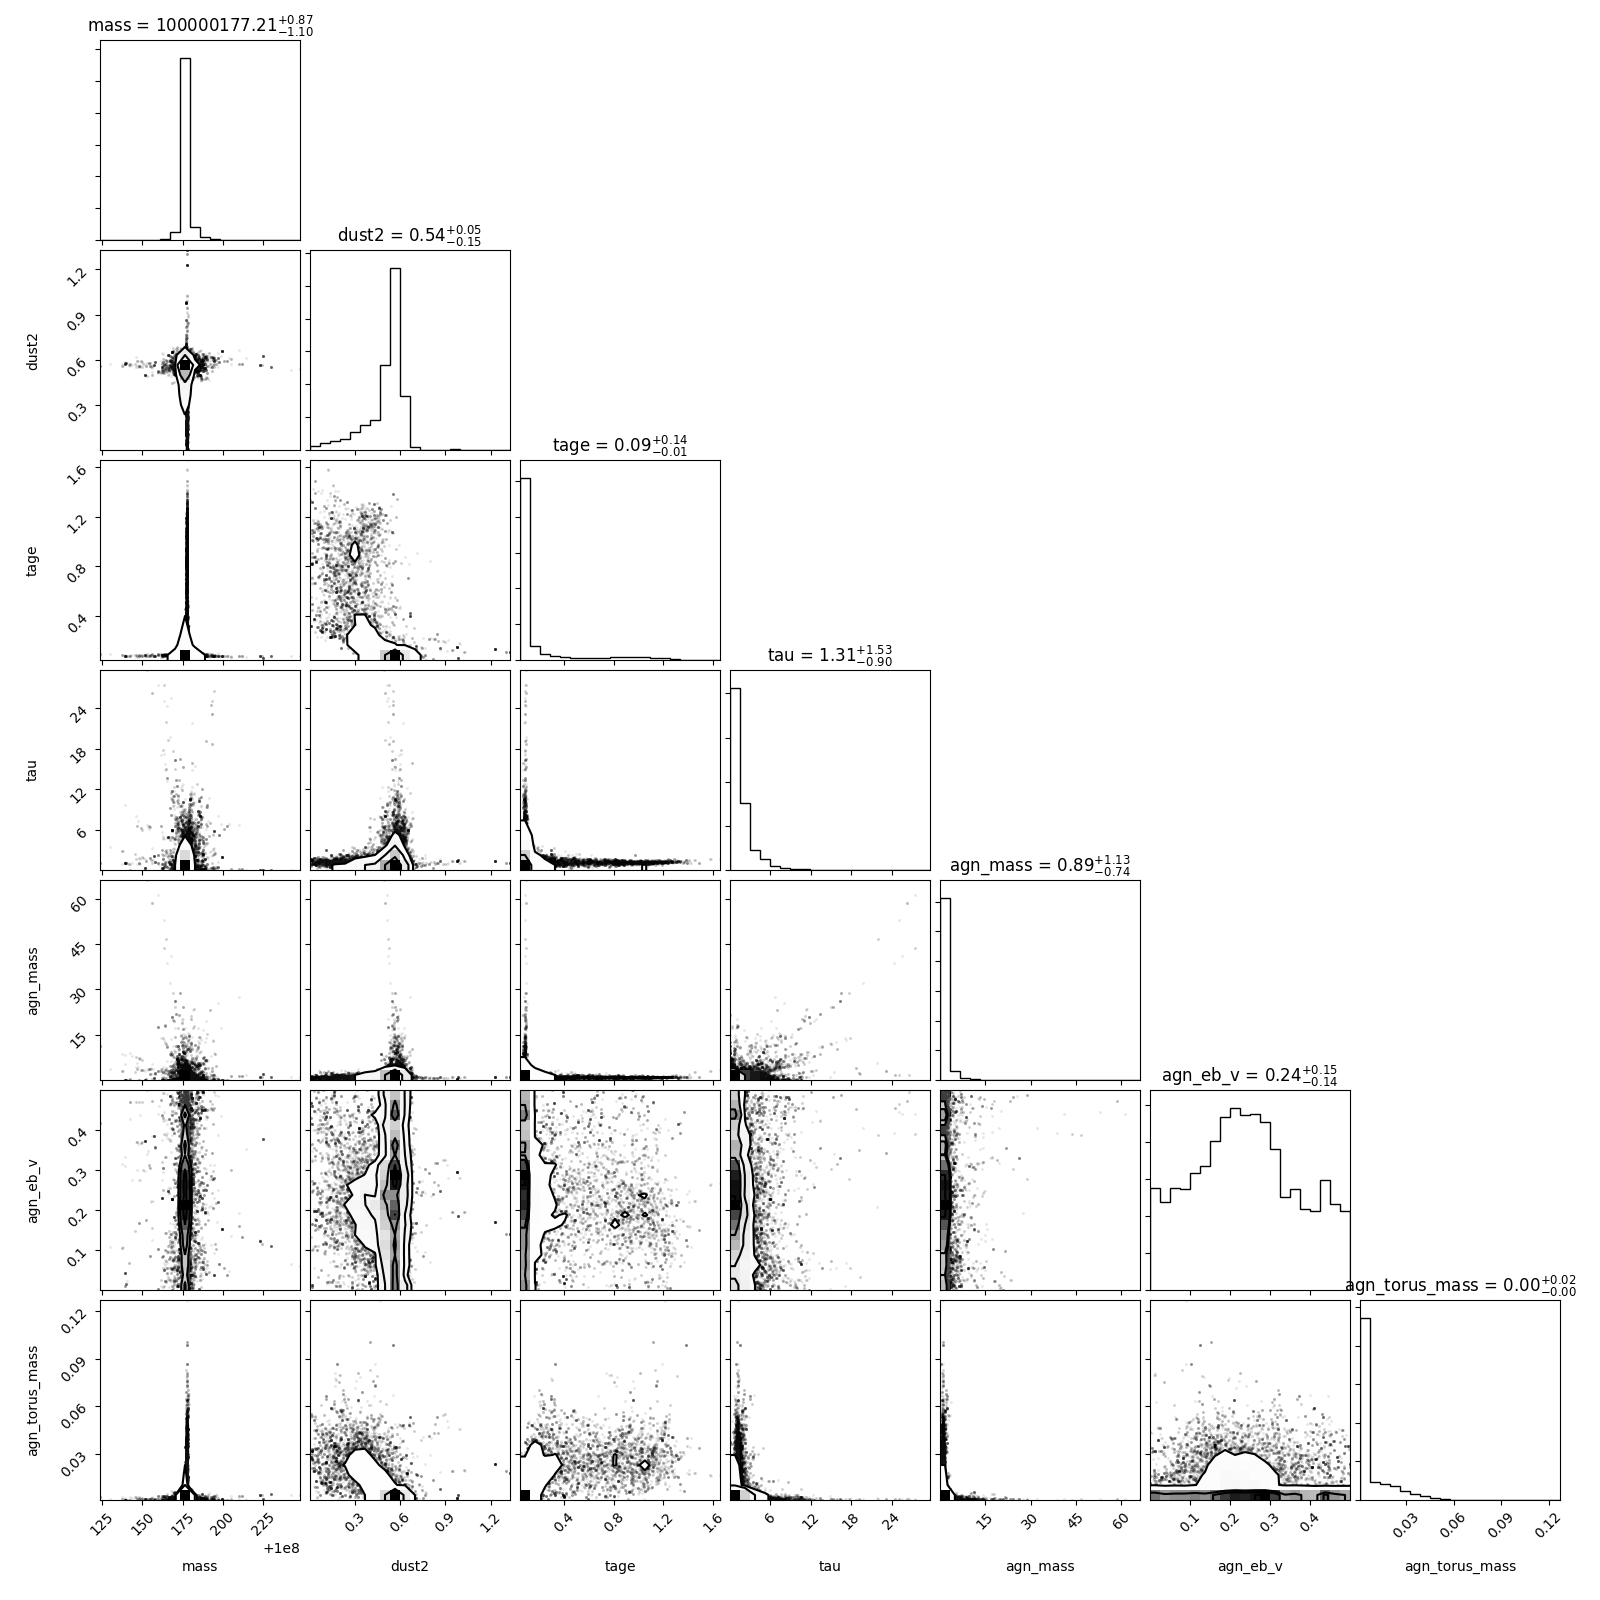 mass = 100000177.21+0.87 −1.10
dust2 = 0.54+0.05 −0.15
1.2
0.9
0.6
0.3
dust2
tage = 0.09+0.14 −0.01
1.6
1.2
0.8
0.4
tage
tau = 1.31+1.53 −0.90
24
18
12
6
tau
agn_mass = 0.89+1.13 −0.74
60
45
30
15
agn_mass
agn_eb_v = 0.24+0.15 −0.14
0.4
0.3
0.2
0.1
agn_eb_v
agn_torus_mass = 0.00+0.02 −0.00
0.12
0.09
0.06
0.03
agn_torus_mass
125 150 175 200 225
+1e8
mass
0.3 0.6 0.9 1.2
dust2
0.4 0.8 1.2 1.6
tage
6 12 18 24
tau
15 30 45 60
agn_mass
0.1 0.2 0.3 0.4
agn_eb_v
0.03 0.06 0.09 0.12
agn_torus_mass